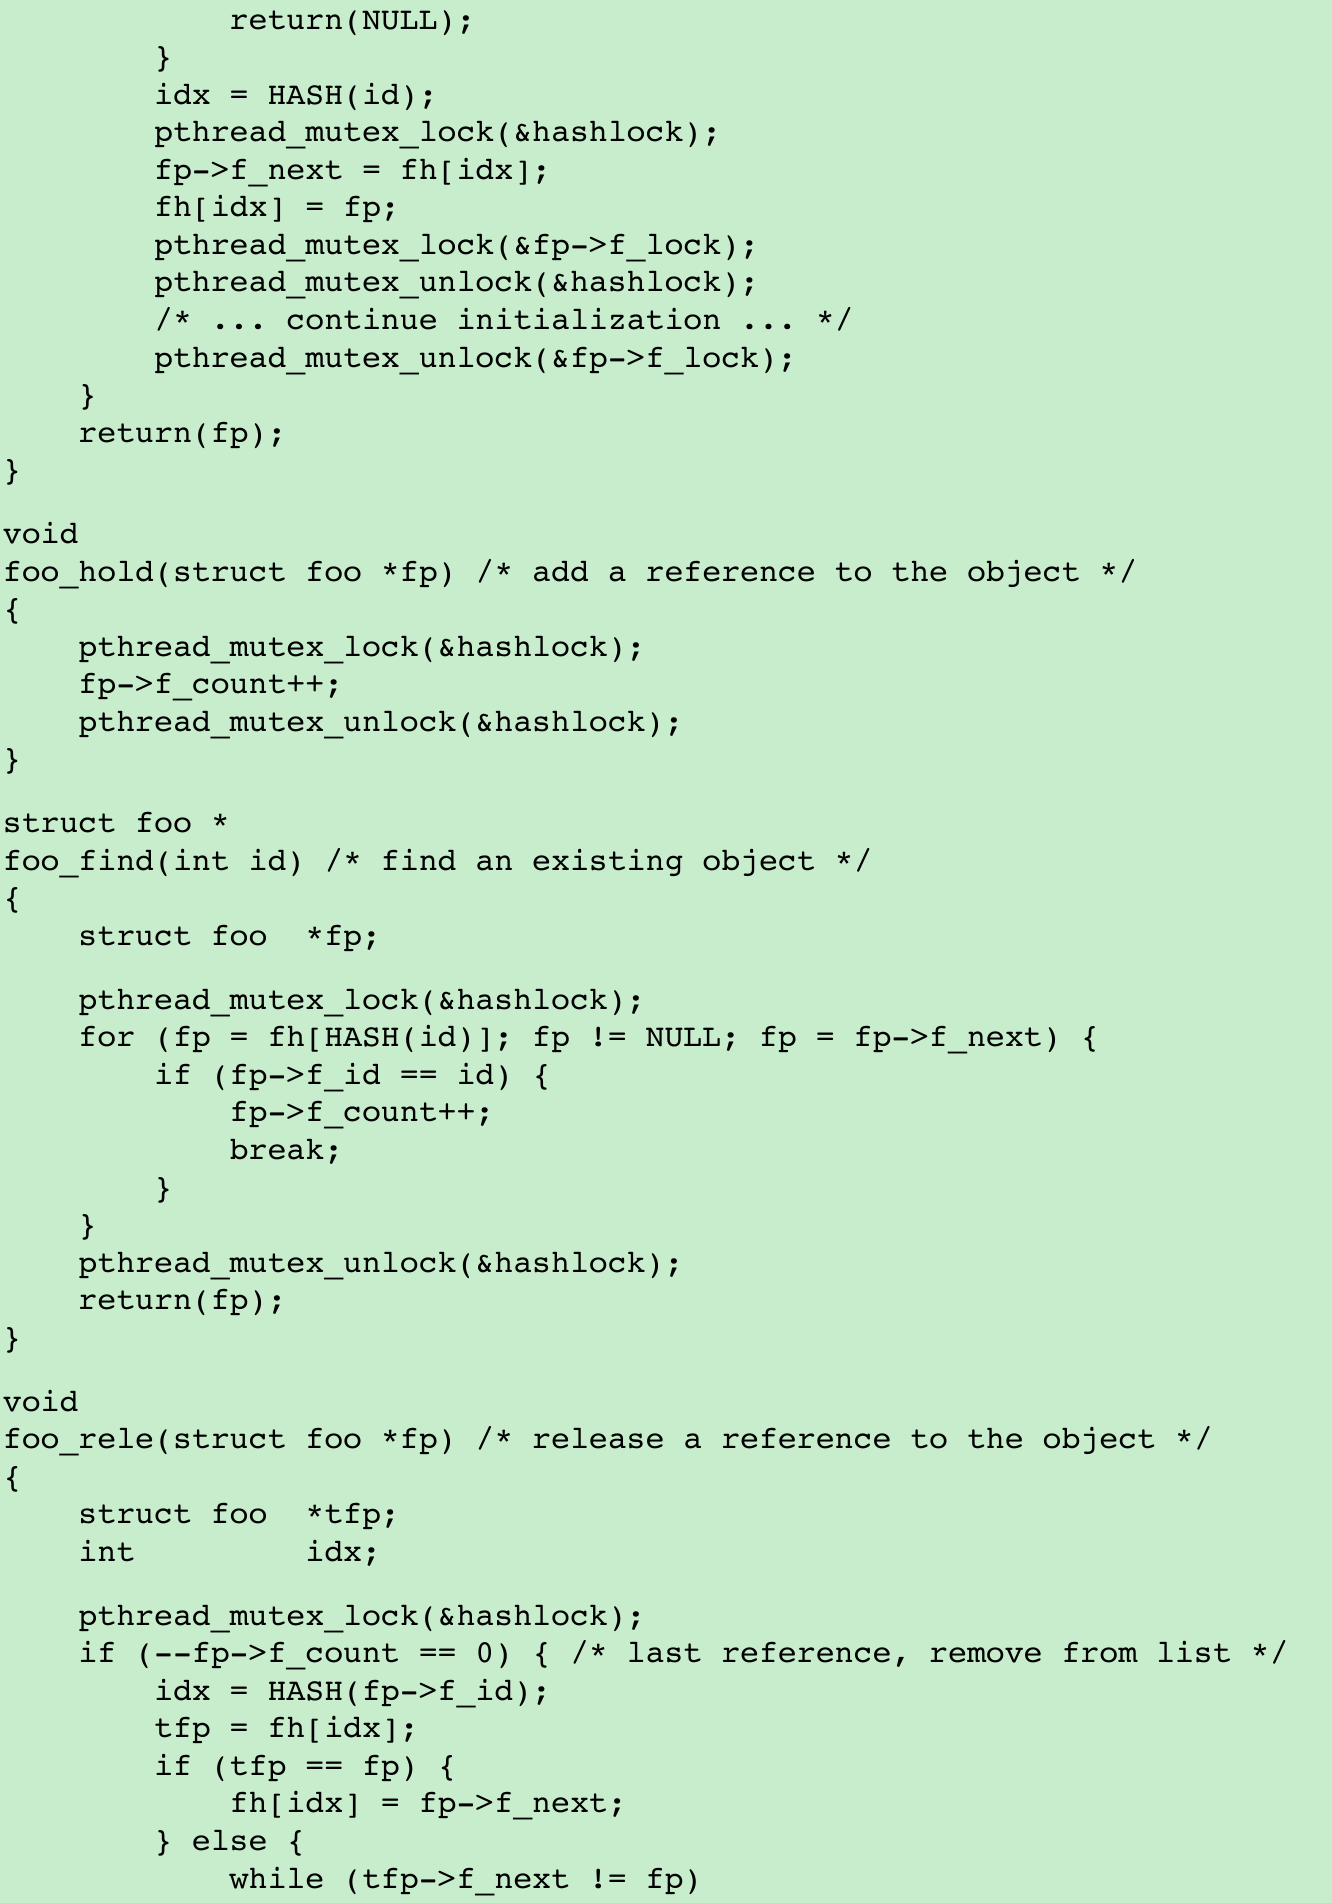 return(NULL);
        }
        idx = HASH(id);
        pthread_mutex_lock(&hashlock);
        fp->f_next = fh[idx];
        fh[idx] = fp;
        pthread_mutex_lock(&fp->f_lock);
        pthread_mutex_unlock(&hashlock);
        /* ... continue initialization ... */
        pthread_mutex_unlock(&fp->f_lock);
    }
    return(fp);
}

void
foo_hold(struct foo *fp) /* add a reference to the object */
{
    pthread_mutex_lock(&hashlock);
    fp->f_count++;
    pthread_mutex_unlock(&hashlock);
}

struct foo *
foo_find(int id) /* find an existing object */
{
    struct foo  *fp;

    pthread_mutex_lock(&hashlock);
    for (fp = fh[HASH(id)]; fp != NULL; fp = fp->f_next) {
        if (fp->f_id == id) {
            fp->f_count++;
            break;
        }
    }
    pthread_mutex_unlock(&hashlock);
    return(fp);
}

void
foo_rele(struct foo *fp) /* release a reference to the object */
{
    struct foo  *tfp;
    int         idx;

    pthread_mutex_lock(&hashlock);
    if (--fp->f_count == 0) { /* last reference, remove from list */
        idx = HASH(fp->f_id);
        tfp = fh[idx];
        if (tfp == fp) {
            fh[idx] = fp->f_next;
        } else {
            while (tfp->f_next != fp)